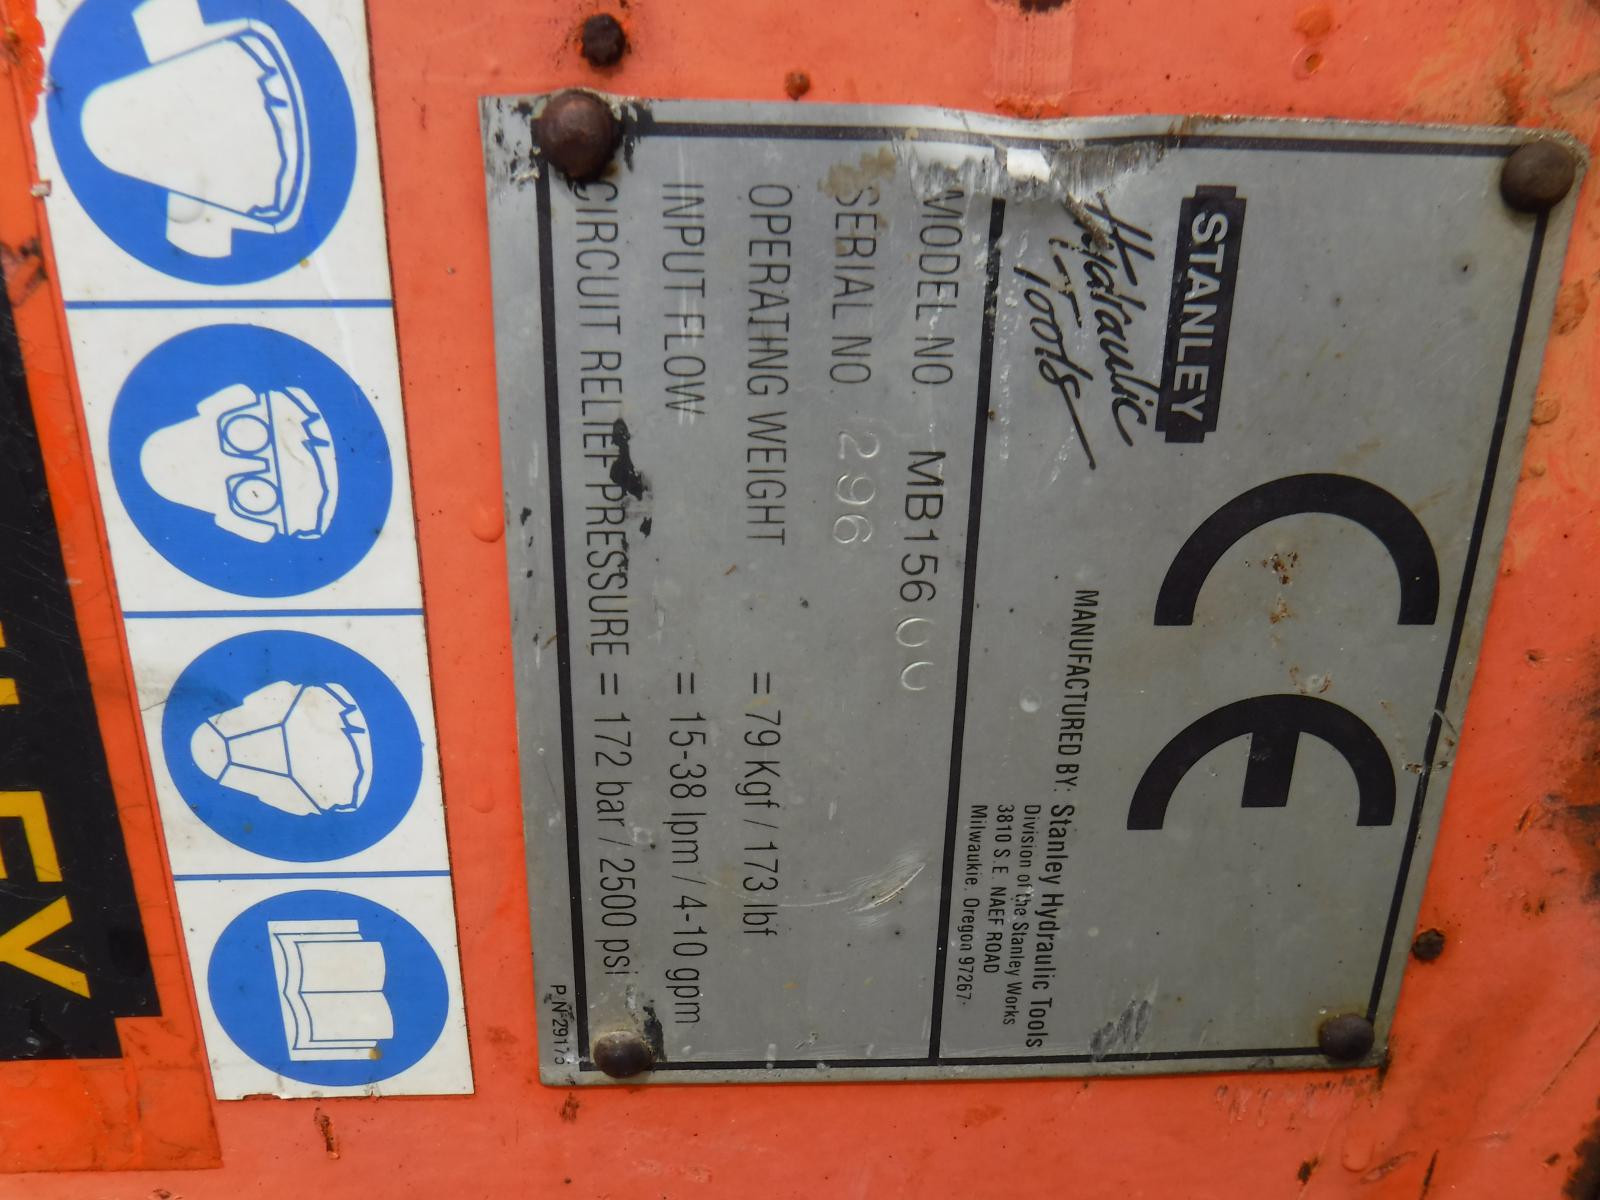 STANLEY
Hydraulic
Tools
MANUFACTURED BY: Stanley Hydraulic Tools
Division of the Stanley Works
3810 S.E. NAEF ROAD
Milwaukie, Oregon 97267
MODEL NO MB15600
SERIAL NO 296
OPERATING WEIGHT = 79 Kgf / 173 lbf
INPUT FLOW = 15-38 lpm / 4-10 gpm
CIRCUIT RELIEF PRESSURE = 172 bar / 2500 psi
CE
EY